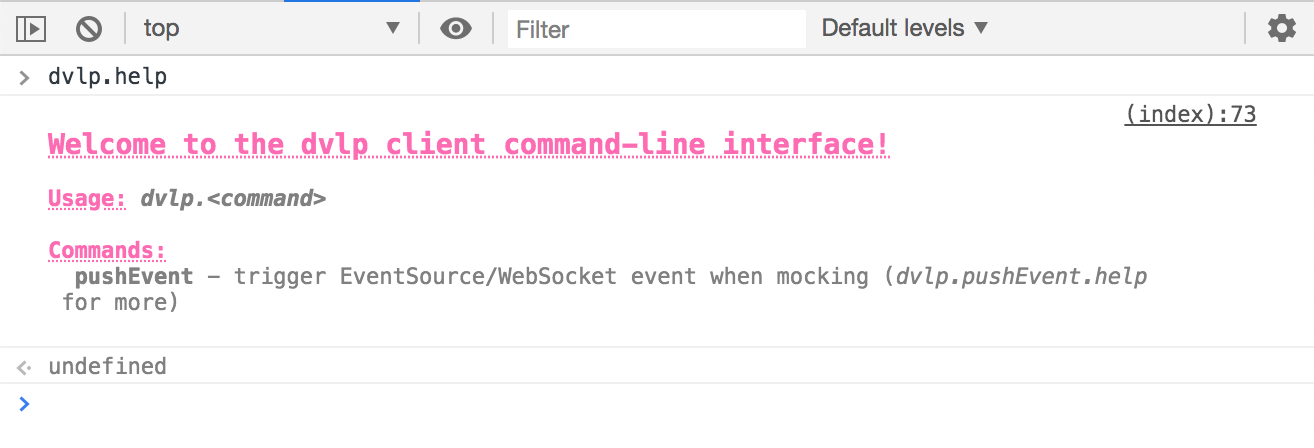 top
Filter
Default levels
dvlp.help
(index):73
Welcome to the dvlp client command-line interface!
Usage: dvlp.<command>
Commands:
pushEvent – trigger EventSource/WebSocket event when mocking (dvlp.pushEvent.help
for more)
undefined